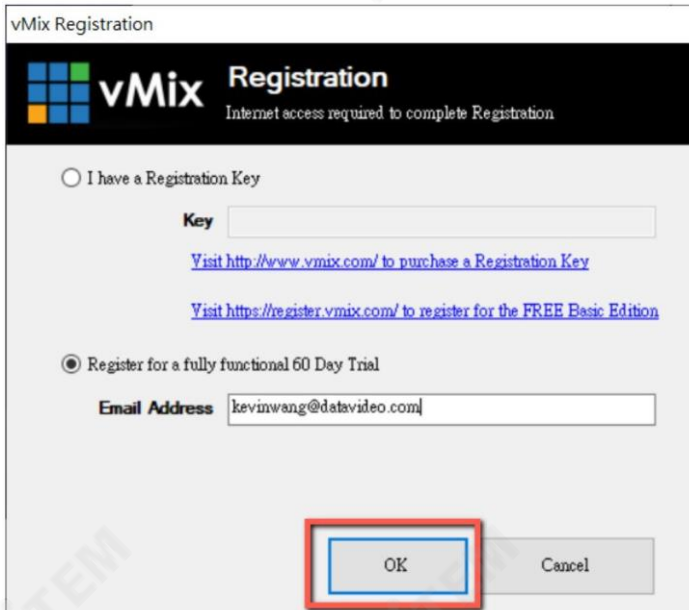 vMix Registration
vMix
Registration
Internet access required to complete Registration
I have a Registration Key
Key
Visit http://www.vmix.com/ to purchase a Registration Key
Visit https://register.vmix.com/ to register for the FREE Basic Edition
Register for a fully functional 60 Day Trial
Email Address kevinwang@datavideo.com
OK Cancel